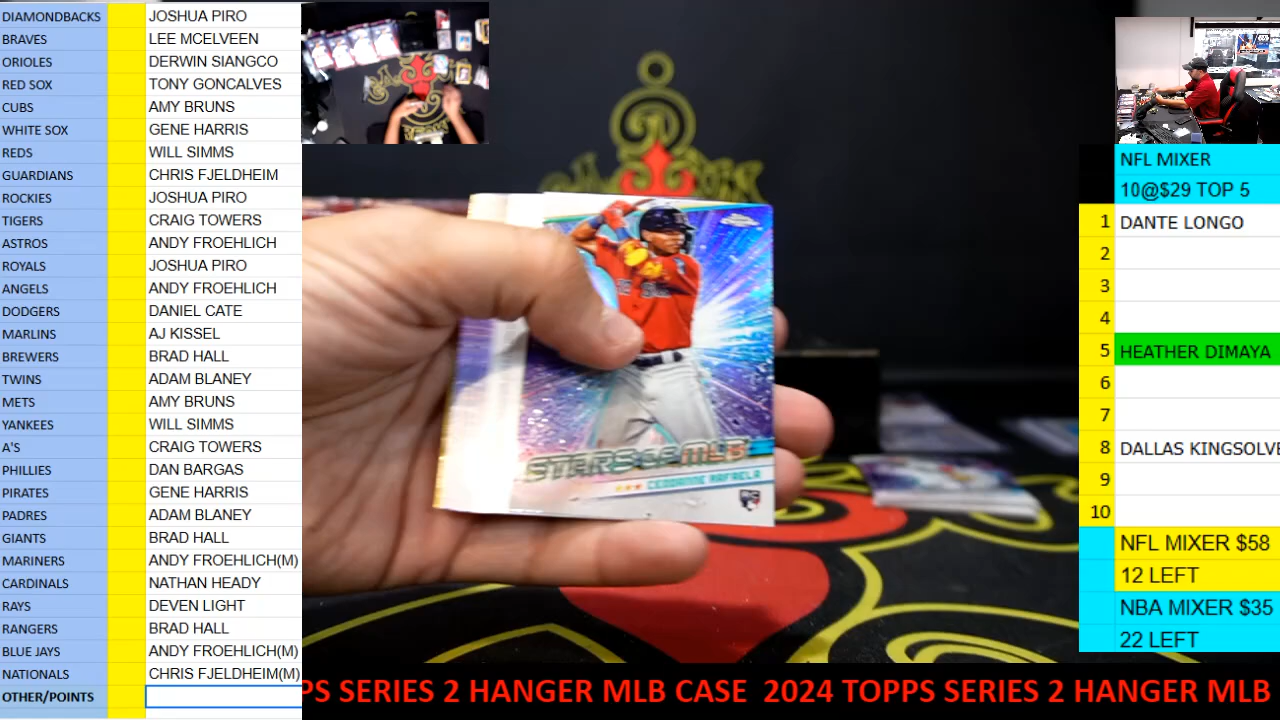 DIAMONDBACKS JOSHUA PIRO
BRAVES LEE MCELVEEN
ORIOLES DERWIN SIANGCO
RED SOX TONY GONCALVES
CUBS AMY BRUNS
WHITE SOX GENE HARRIS
REDS WILL SIMMS
GUARDIANS CHRIS FJELDHEIM
ROCKIES JOSHUA PIRO
TIGERS CRAIG TOWERS
ASTROS ANDY FROEHLICH
ROYALS JOSHUA PIRO
ANGELS ANDY FROEHLICH
DODGERS DANIEL CATE
MARLINS AJ KISSEL
BREWERS BRAD HALL
TWINS ADAM BLANEY
METS AMY BRUNS
YANKEES WILL SIMMS
A'S CRAIG TOWERS
PHILLIES DAN BARGAS
PIRATES GENE HARRIS
PADRES ADAM BLANEY
GIANTS BRAD HALL
MARINERS ANDY FROEHLICH(M)
CARDINALS NATHAN HEADY
RAYS DEVEN LIGHT
RANGERS BRAD HALL
BLUE JAYS ANDY FROEHLICH(M)
NATIONALS CHRIS FJELDHEIM(M)
OTHER/POINTS
STARS OF MLB
CEDDANNE RAFAELA
RC
NFL MIXER
10@$29 TOP 5
1 DANTE LONGO
2
3
4
5 HEATHER DIMAYA
6
7
8 DALLAS KINGSOLVE
9
10
NFL MIXER $58
12 LEFT
NBA MIXER $35
22 LEFT
PS SERIES 2 HANGER MLB CASE 2024 TOPPS SERIES 2 HANGER MLB